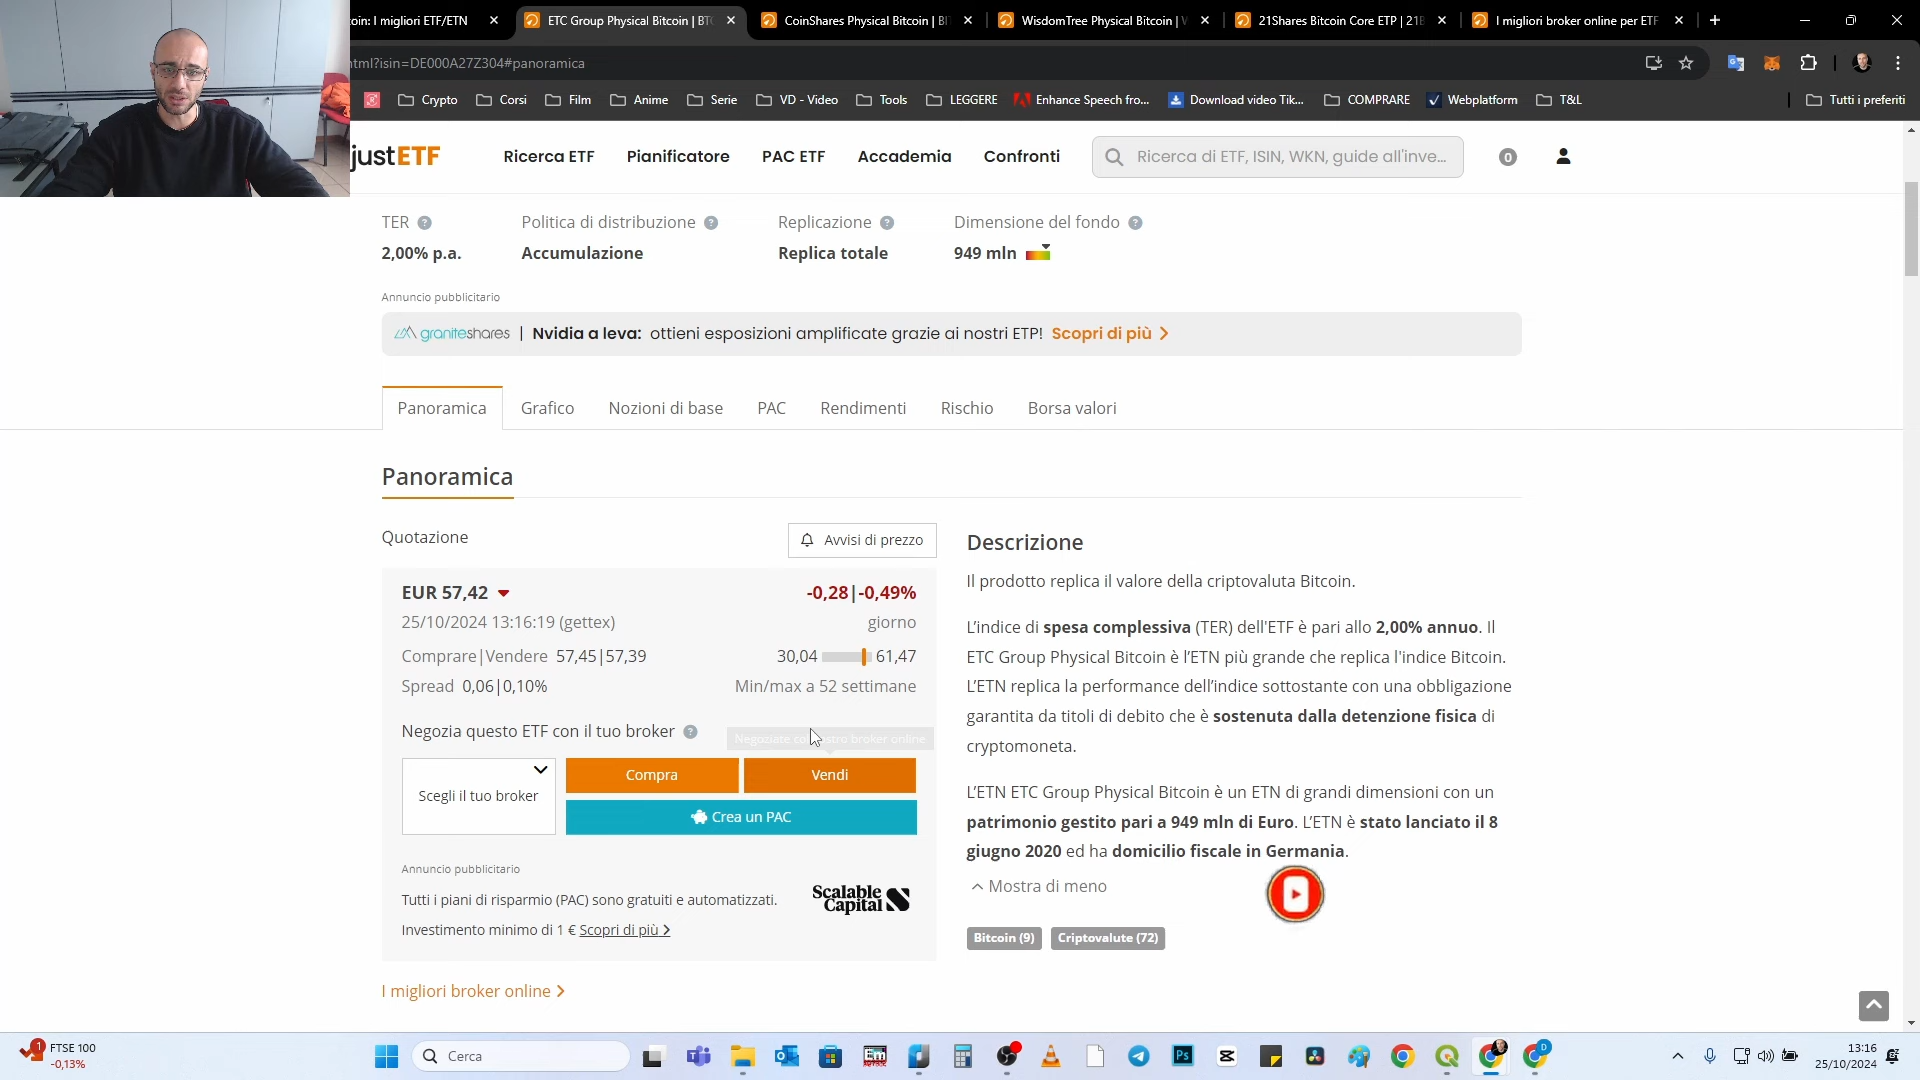 coin: I migliori ETF/ETN
ETC Group Physical Bitcoin | BTC
CoinShares Physical Bitcoin | BI
WisdomTree Physical Bitcoin | V
21Shares Bitcoin Core ETP | 21B
I migliori broker online per ETF
html?isin=DE000A27Z304#panoramica
Crypto
Corsi
Film
Anime
Serie
VD - Video
Tools
LEGGERE
Enhance Speech fro...
Download video Tik...
COMPRARE
Webplatform
T&L
Tutti i preferiti
justETF
Ricerca ETF
Pianificatore
PAC ETF
Accademia
Confronti
Ricerca di ETF, ISIN, WKN, guide all'inve...
0
TER
Politica di distribuzione
Replicazione
Dimensione del fondo
2,00% p.a.
Accumulazione
Replica totale
949 mln
Annuncio pubblicitario
graniteshares | Nvidia a leva: ottieni esposizioni amplificate grazie ai nostri ETP! Scopri di più
Panoramica
Grafico
Nozioni di base
PAC
Rendimenti
Rischio
Borsa valori
Panoramica
Quotazione
Avvisi di prezzo
EUR 57,42
-0,28|-0,49%
25/10/2024 13:16:19 (gettex)
giorno
Comprare|Vendere 57,45|57,39
30,04
61,47
Spread 0,06|0,10%
Min/max a 52 settimane
Negozia questo ETF con il tuo broker
broker online
Scegli il tuo broker
Compra
Vendi
Crea un PAC
Annuncio pubblicitario
Tutti i piani di risparmio (PAC) sono gratuiti e automatizzati.
Investimento minimo di 1 € Scopri di più
Scalable
Capital
I migliori broker online
Descrizione
Il prodotto replica il valore della criptovaluta Bitcoin.
L'indice di spesa complessiva (TER) dell'ETF è pari allo 2,00% annuo. Il
ETC Group Physical Bitcoin è l'ETN più grande che replica l'indice Bitcoin.
L'ETN replica la performance dell'indice sottostante con una obbligazione
garantita da titoli di debito che è sostenuta dalla detenzione fisica di
cryptomoneta.
L'ETN ETC Group Physical Bitcoin è un ETN di grandi dimensioni con un
patrimonio gestito pari a 949 mln di Euro. L'ETN è stato lanciato il 8
giugno 2020 ed ha domicilio fiscale in Germania.
Mostra di meno
Bitcoin (9)
Criptovalute (72)
1
FTSE 100
-0,13%
Cerca
13:16
25/10/2024